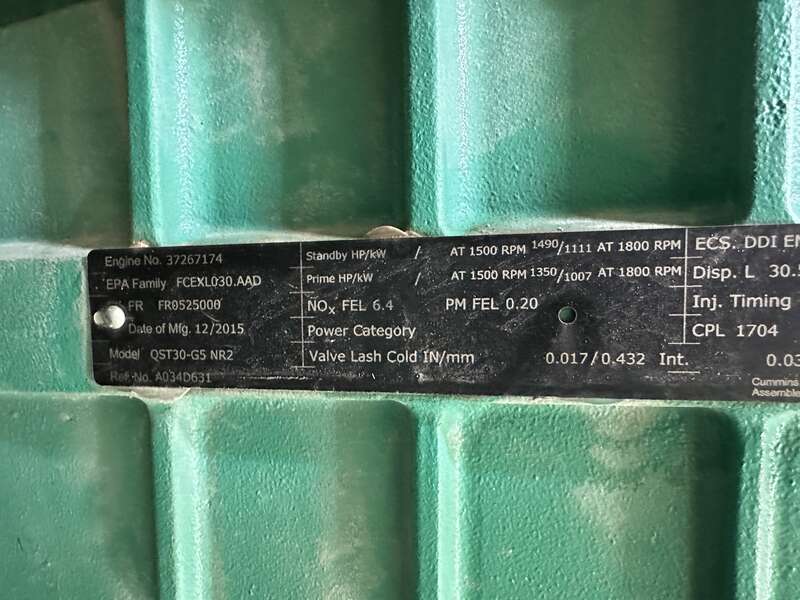 Engine No. 37267174
EPA Family FCEXL030.AAD
FR FR0525000
Date of Mfg. 12/2015
Model QST30-G5 NR2
Ref. No. A034D631
Standby HP/kW / AT 1500 RPM 1490/1111 AT 1800 RPM
Prime HP/kW / AT 1500 RPM 1350/1007 AT 1800 RPM
NOx FEL 6.4 PM FEL 0.20
Power Category
Valve Lash Cold IN/mm 0.017/0.432 Int.
ECS. DDI
Disp. L 30.5
Inj. Timing
CPL 1704
Cummins